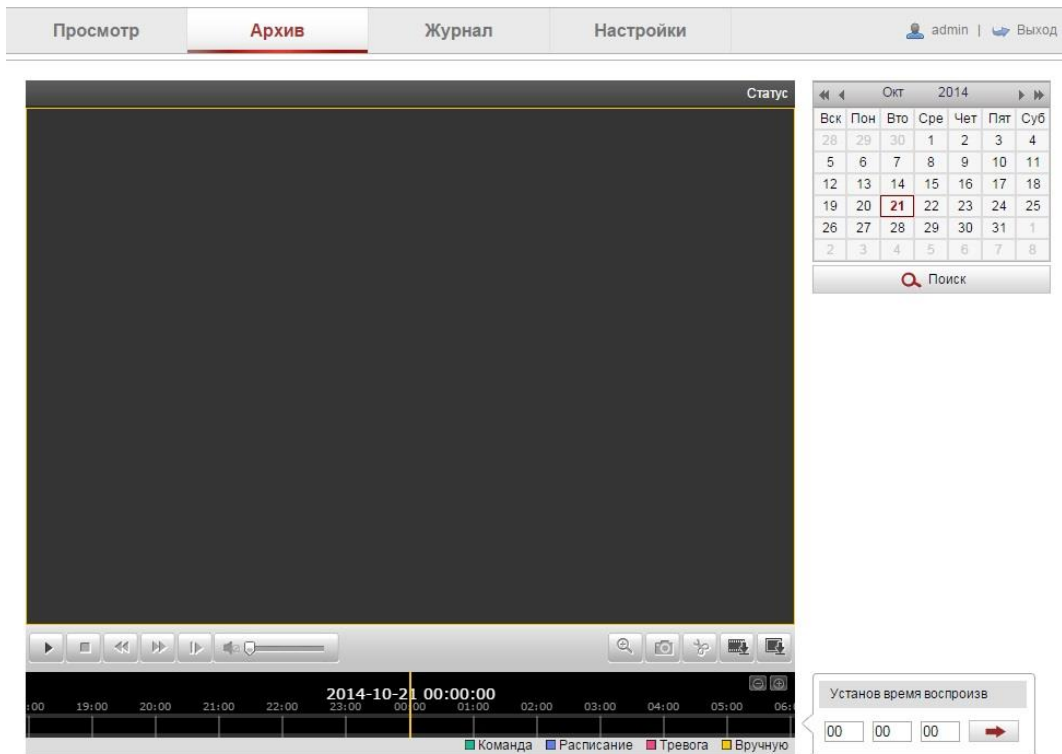 Просмотр Архив Журнал Настройки admin | Выход
Статус
Окт 2014
Вск Пон Вто Сре Чет Пят Суб
28 29 30 1 2 3 4
5 6 7 8 9 10 11
12 13 14 15 16 17 18
19 20 21 22 23 24 25
26 27 28 29 30 31 1
2 3 4 5 6 7 8
Поиск
2014-10-21 00:00:00
:00 19:00 20:00 21:00 22:00 23:00 00:00 01:00 02:00 03:00 04:00 05:00 06:
Команда Расписание Тревога Вручную
Установ время воспроизв
00 00 00